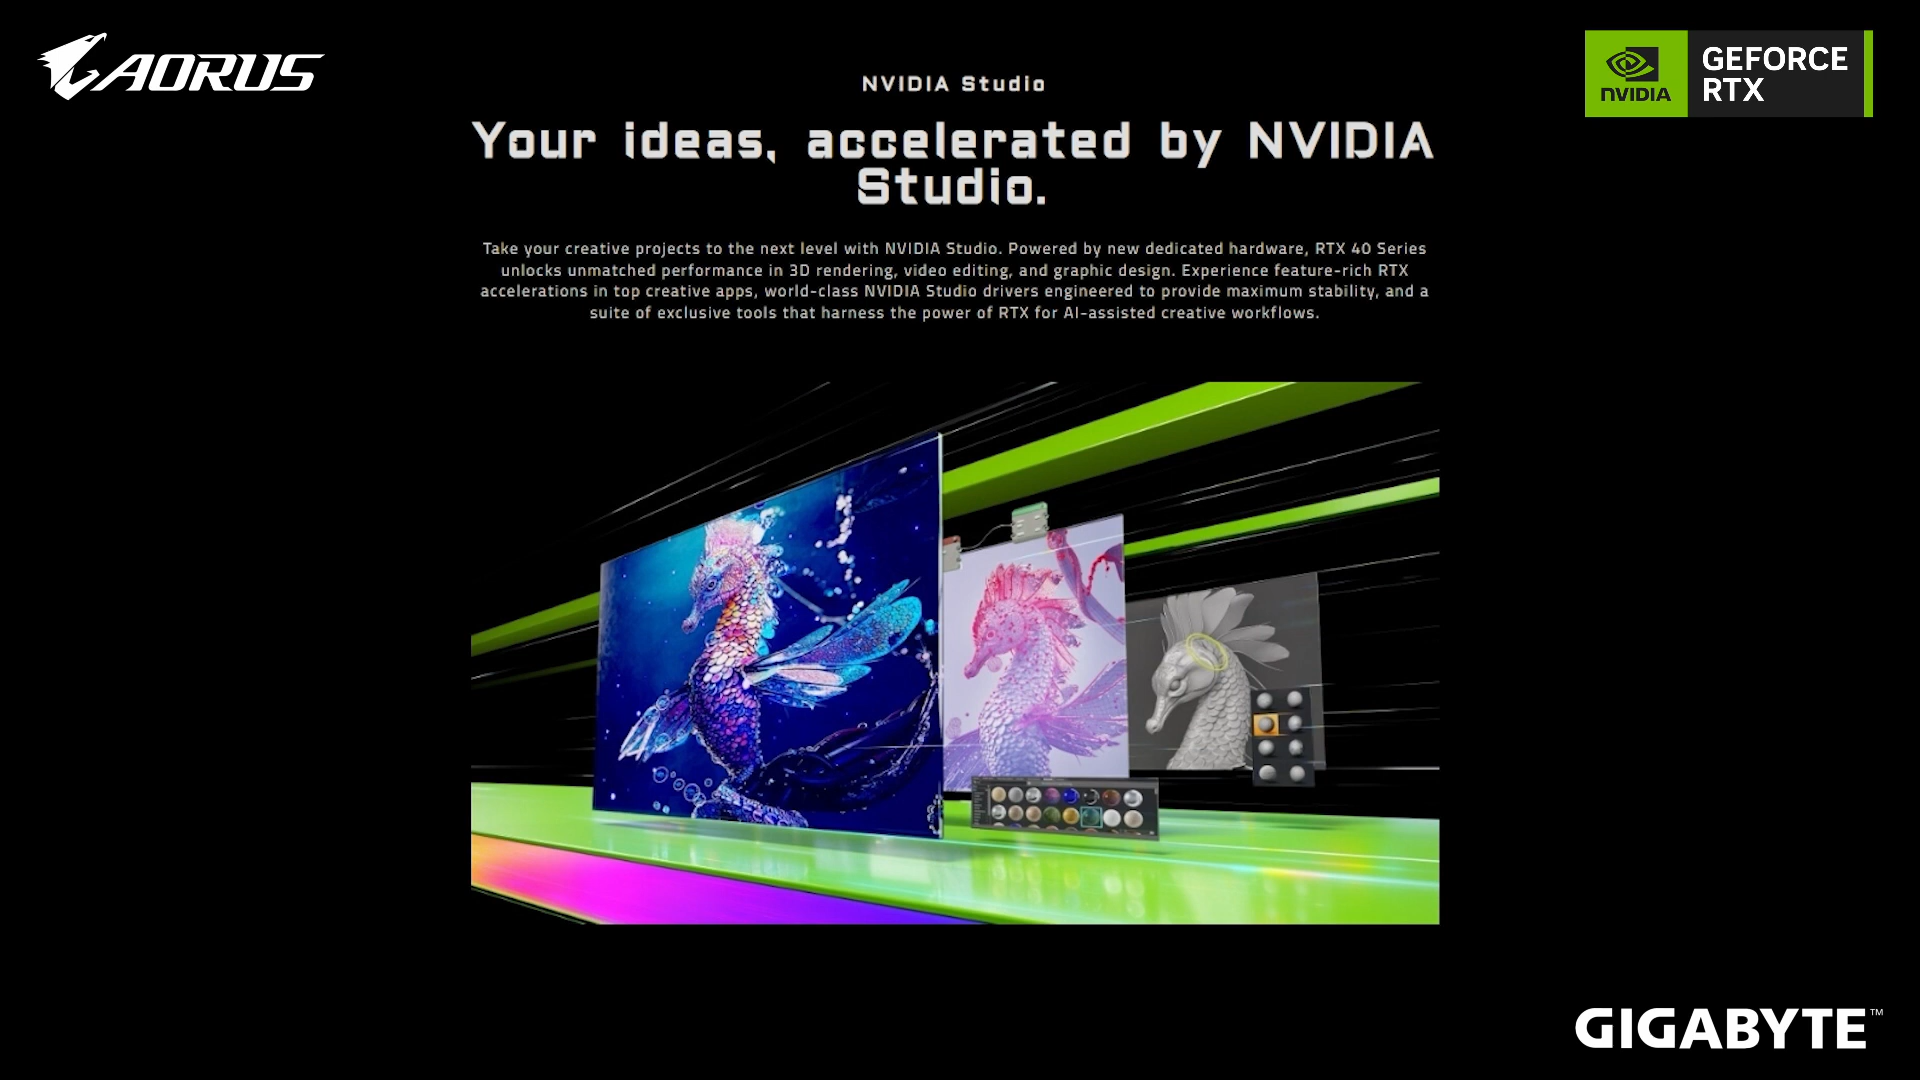 AORUS
NVIDIA
GEFORCE
RTX
NVIDIA Studio
Your ideas, accelerated by NVIDIA
Studio.
Take your creative projects to the next level with NVIDIA Studio. Powered by new dedicated hardware, RTX 40 Series
unlocks unmatched performance in 3D rendering, video editing, and graphic design. Experience feature-rich RTX
accelerations in top creative apps, world-class NVIDIA Studio drivers engineered to provide maximum stability, and a
suite of exclusive tools that harness the power of RTX for AI-assisted creative workflows.
GIGABYTE™